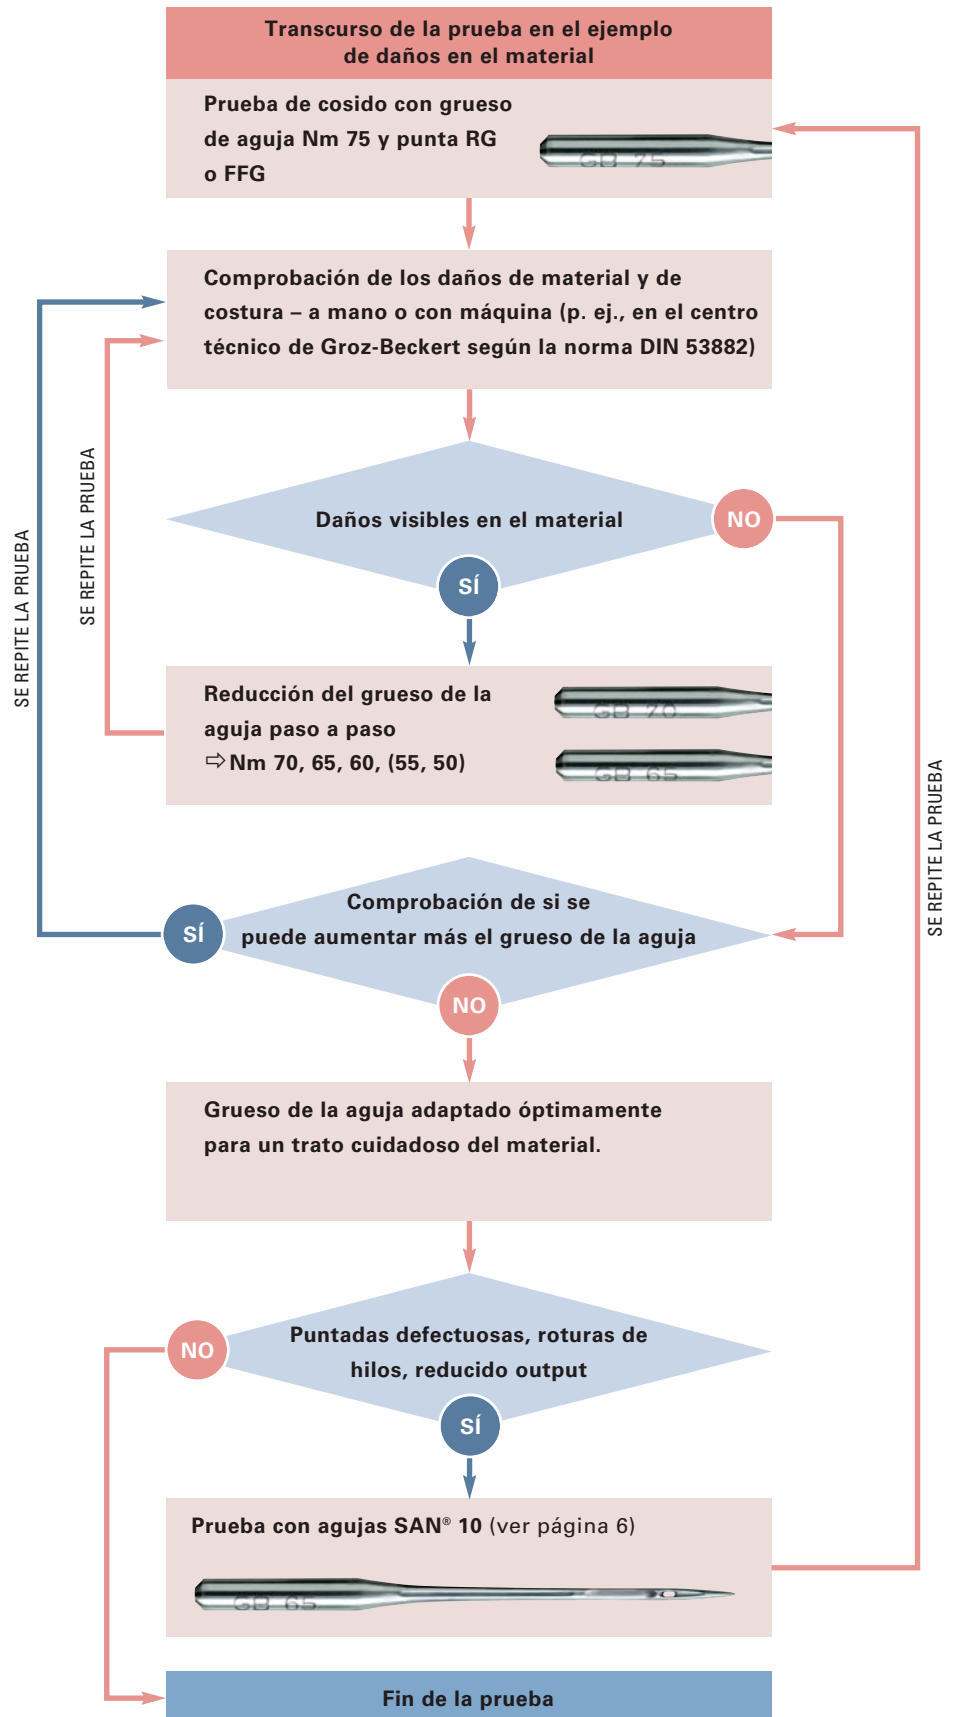 Transcurso de la prueba en el ejemplo
de daños en el material
Prueba de cosido con grueso
de aguja Nm 75 y punta RG
o FFG
GB 75
Comprobación de los daños de material y de
costura – a mano o con máquina (p. ej., en el centro
técnico de Groz-Beckert según la norma DIN 53882)
Daños visibles en el material
NO
SÍ
SE REPITE LA PRUEBA
SE REPITE LA PRUEBA
Reducción del grueso de la
aguja paso a paso
⇨ Nm 70, 65, 60, (55, 50)
GB 70
GB 65
SE REPITE LA PRUEBA
Comprobación de si se
puede aumentar más el grueso de la aguja
SÍ
NO
Grueso de la aguja adaptado óptimamente
para un trato cuidadoso del material.
Puntadas defectuosas, roturas de
hilos, reducido output
NO
SÍ
Prueba con agujas SAN® 10 (ver página 6)
GB 65
Fin de la prueba